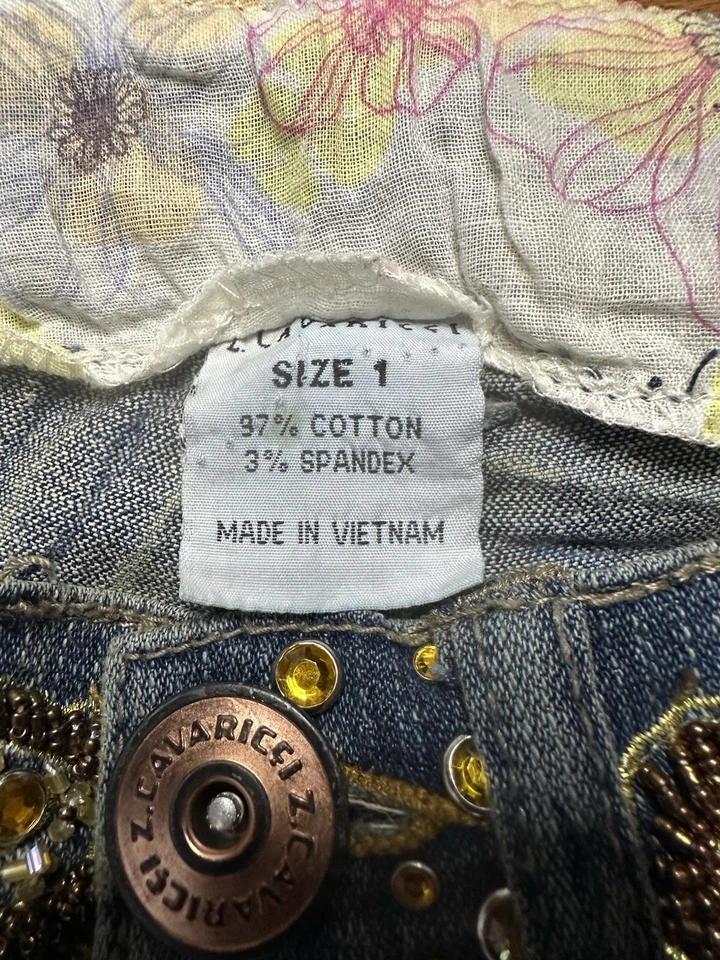 Z. CAVARICCI
SIZE 1
97% COTTON
3% SPANDEX
MADE IN VIETNAM
Z.CAVARICCI Z.CAVARICCI